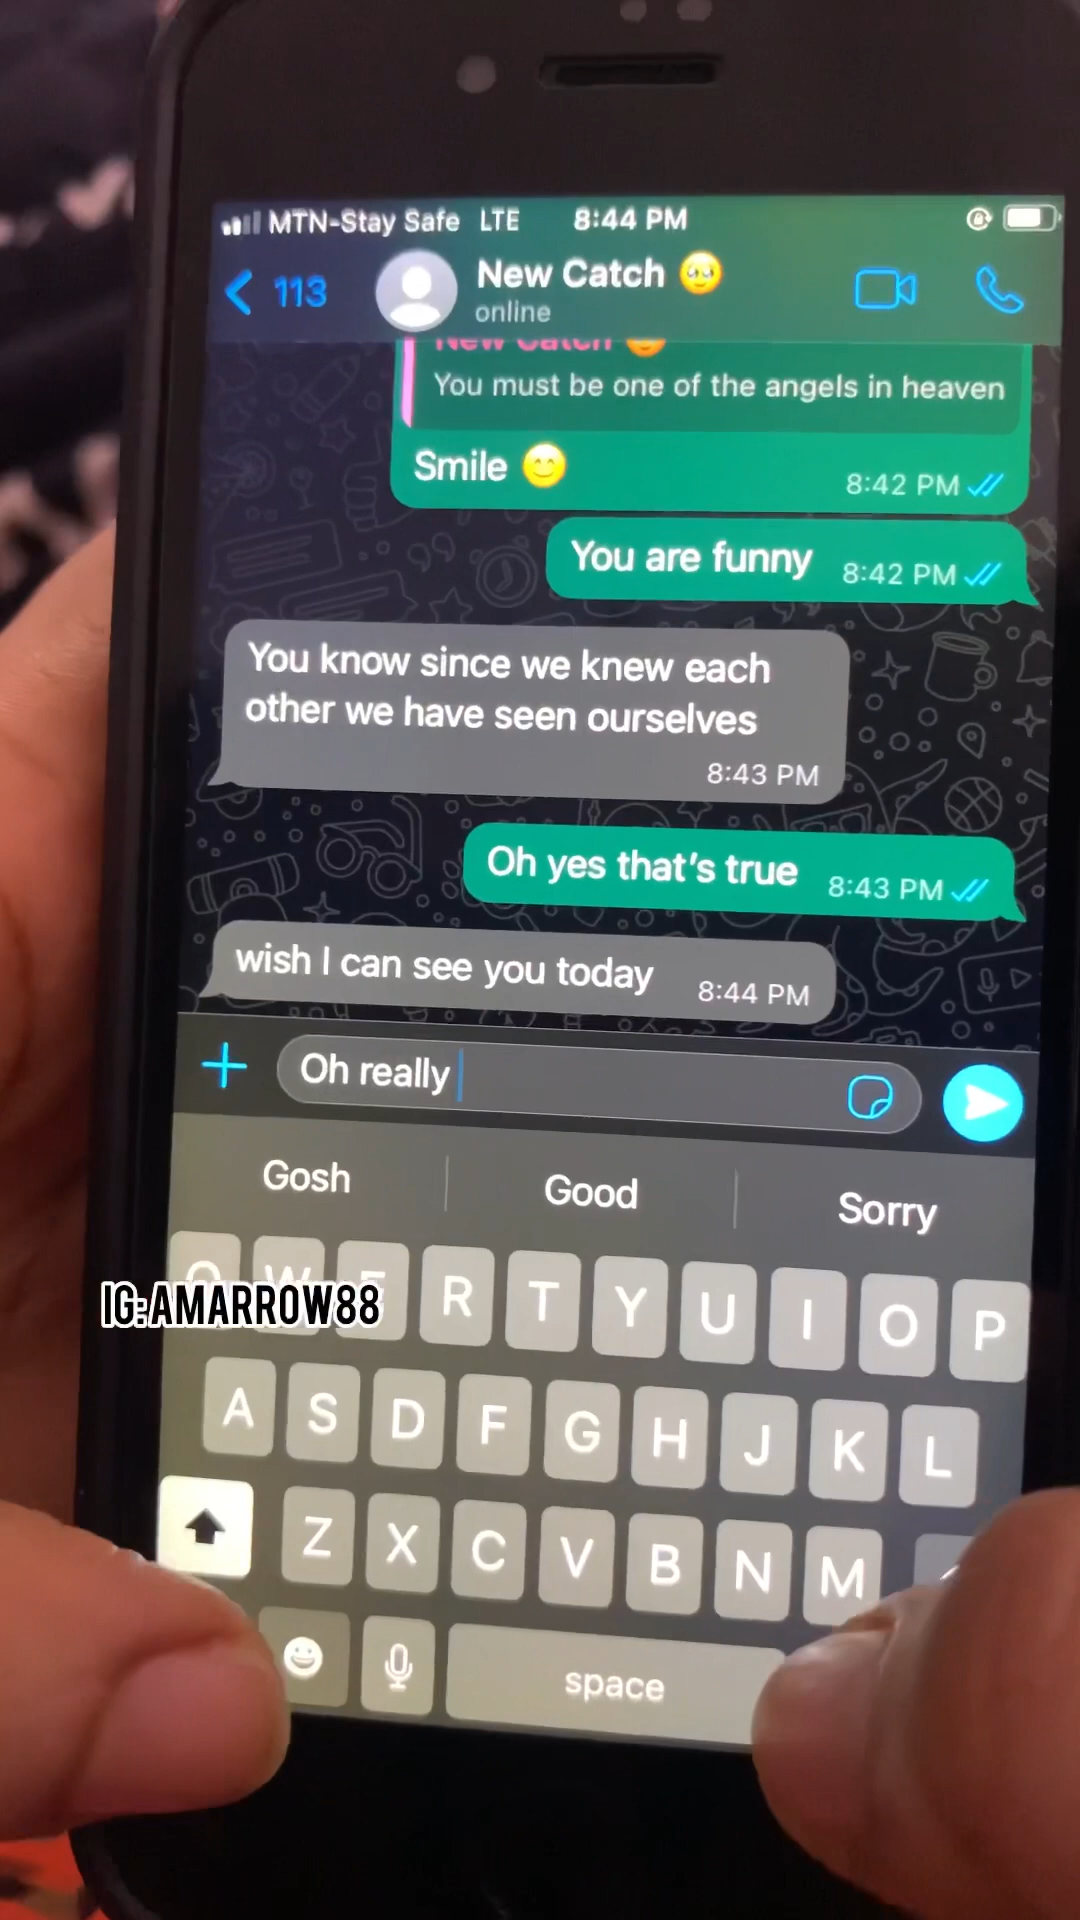 MTN-Stay Safe LTE 8:44 PM
113
New Catch 🥹
online
New Catch
You must be one of the angels in heaven
Smile 😊
8:42 PM
You are funny 8:42 PM
You know since we knew each
other we have seen ourselves
8:43 PM
Oh yes that's true 8:43 PM
wish I can see you today 8:44 PM
Oh really
Gosh Good Sorry
Q W E R T Y U I O P
IG:AMARROW88
A S D F G H J K L
Z X C V B N M
space